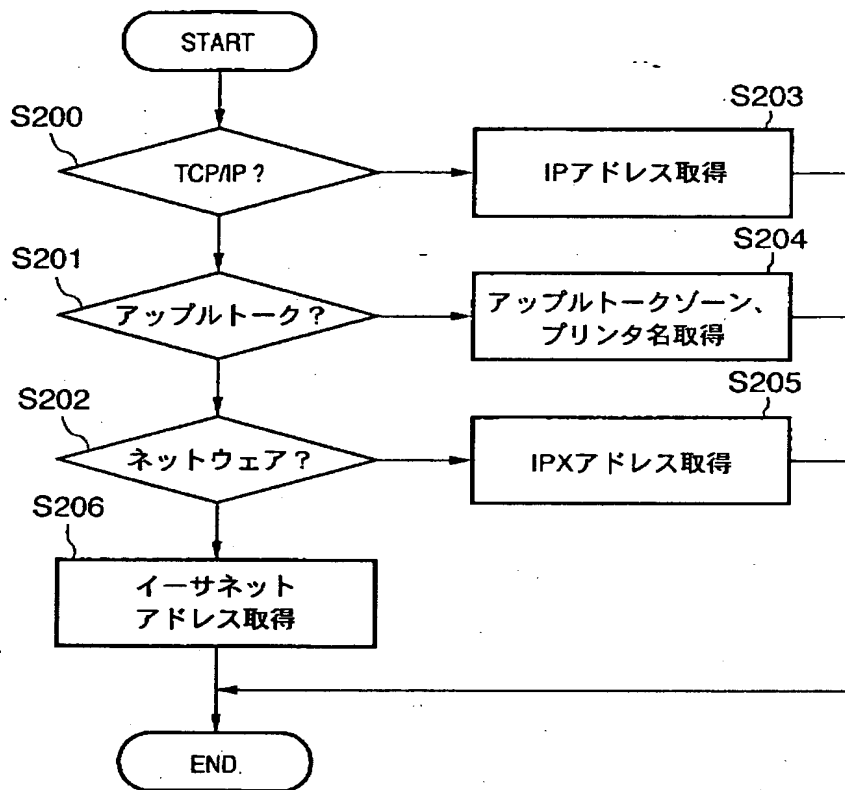 START
S200
TCP/IP?
S203
IPアドレス取得
S201
アップルトーク?
S204
アップルトークゾーン、
プリンタ名取得
S202
ネットウェア?
S205
IPXアドレス取得
S206
イーサネット
アドレス取得
END